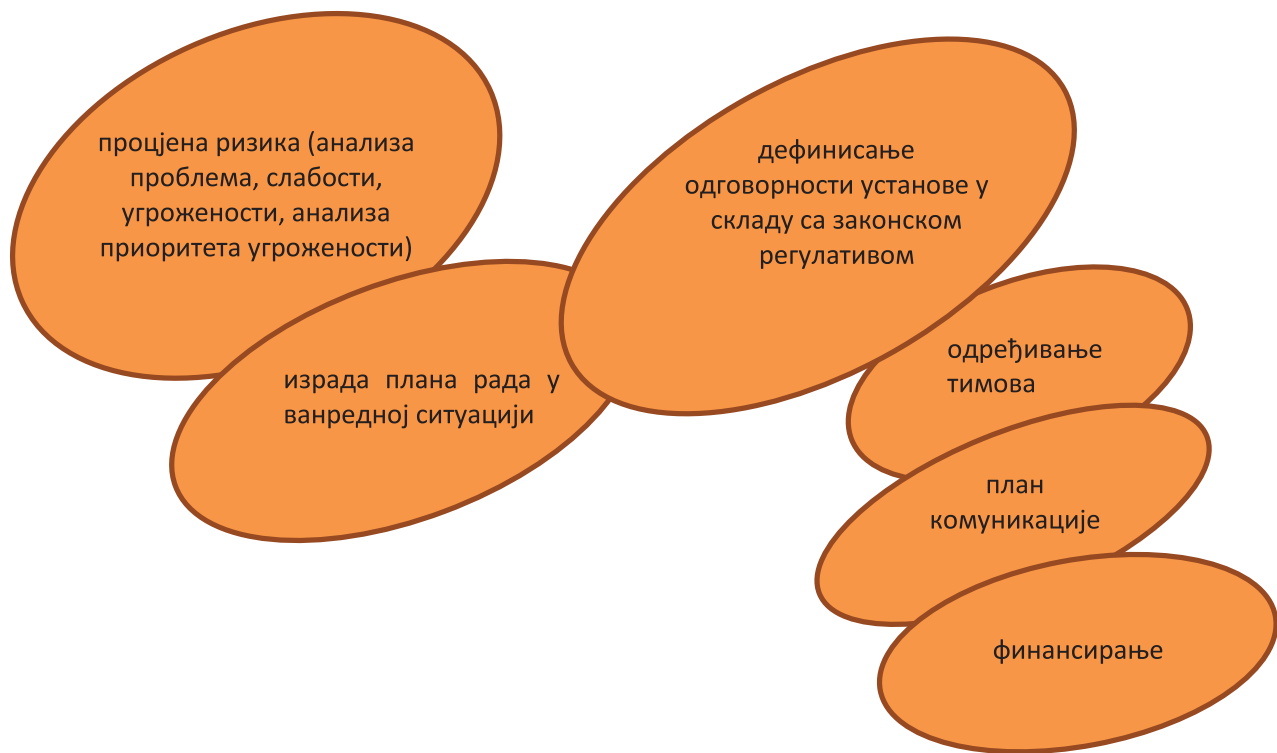 процјена ризика (анализа
проблема, слабости,
угрожености, анализа
приоритета угрожености)
израда плана рада у
ванредној ситуацији
дефинисање
одговорности установе у
складу са законском
регулативом
одређивање
тимова
план
комуникације
финансирање